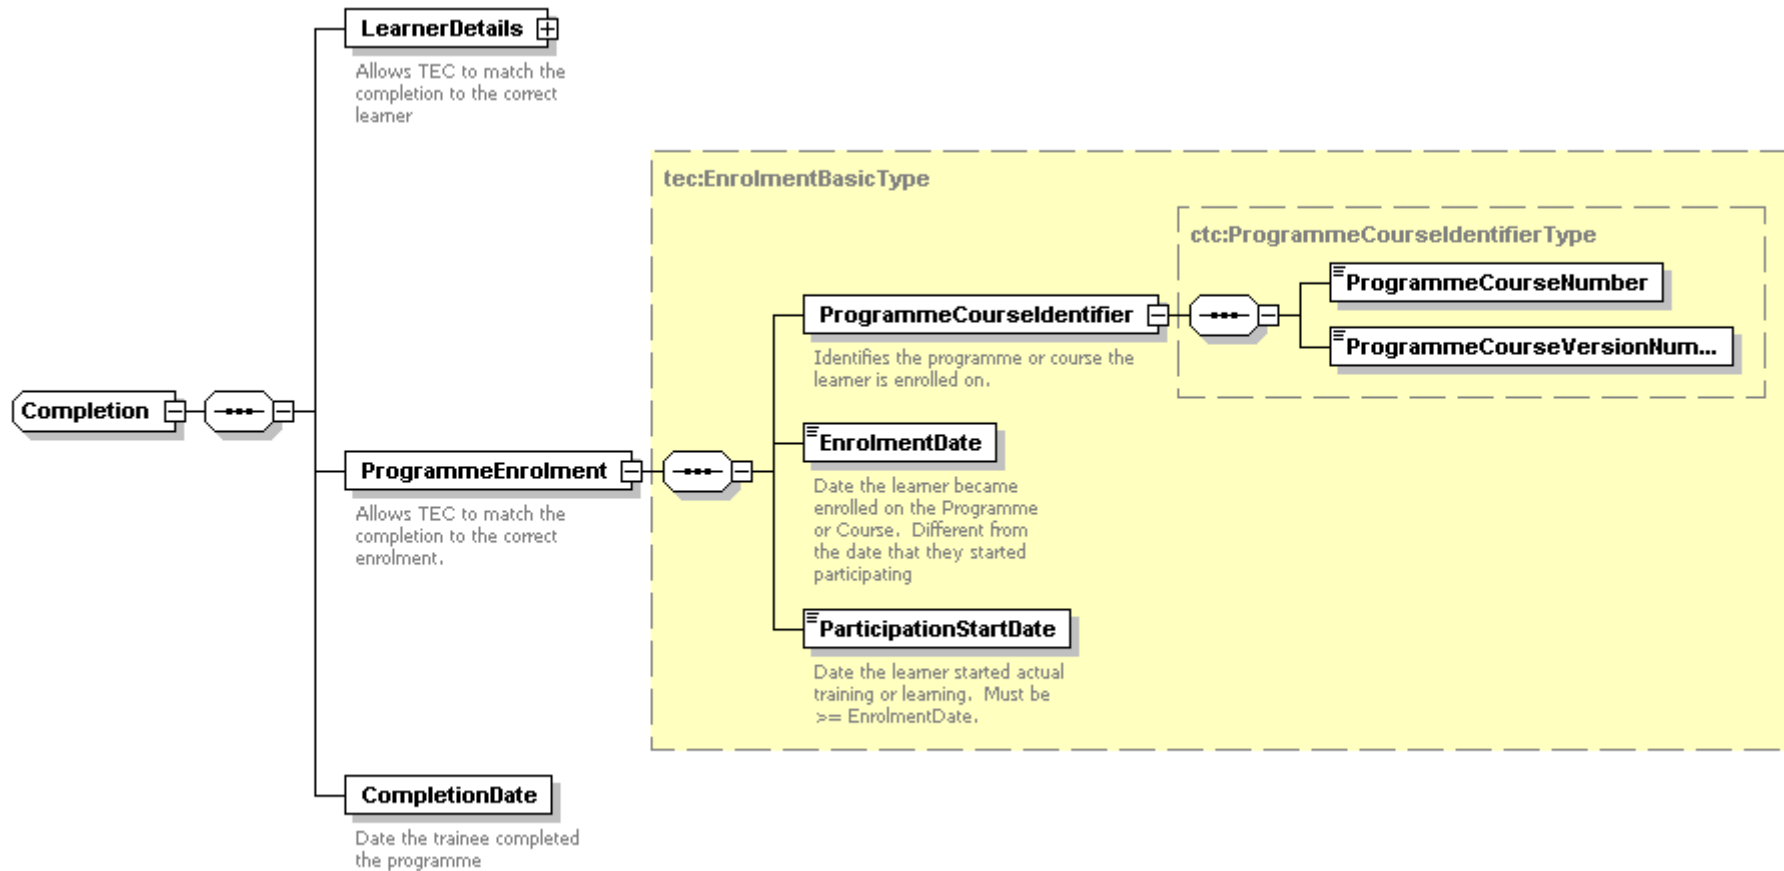 LearnerDetails
Allows TEC to match the
completion to the correct
learner
tec:EnrolmentBasicType
ctc:ProgrammeCourseIdentifierType
ProgrammeCourseNumber
ProgrammeCourseIdentifier
ProgrammeCourseVersionNum...
Identifies the programme or course the
learner is enrolled on.
Completion
EnrolmentDate
ProgrammeEnrolment
Date the learner became
enrolled on the Programme
or Course.  Different from
the date that they started
participating
Allows TEC to match the
completion to the correct
enrolment.
ParticipationStartDate
Date the learner started actual
training or learning.  Must be
>= EnrolmentDate.
CompletionDate
Date the trainee completed
the programme